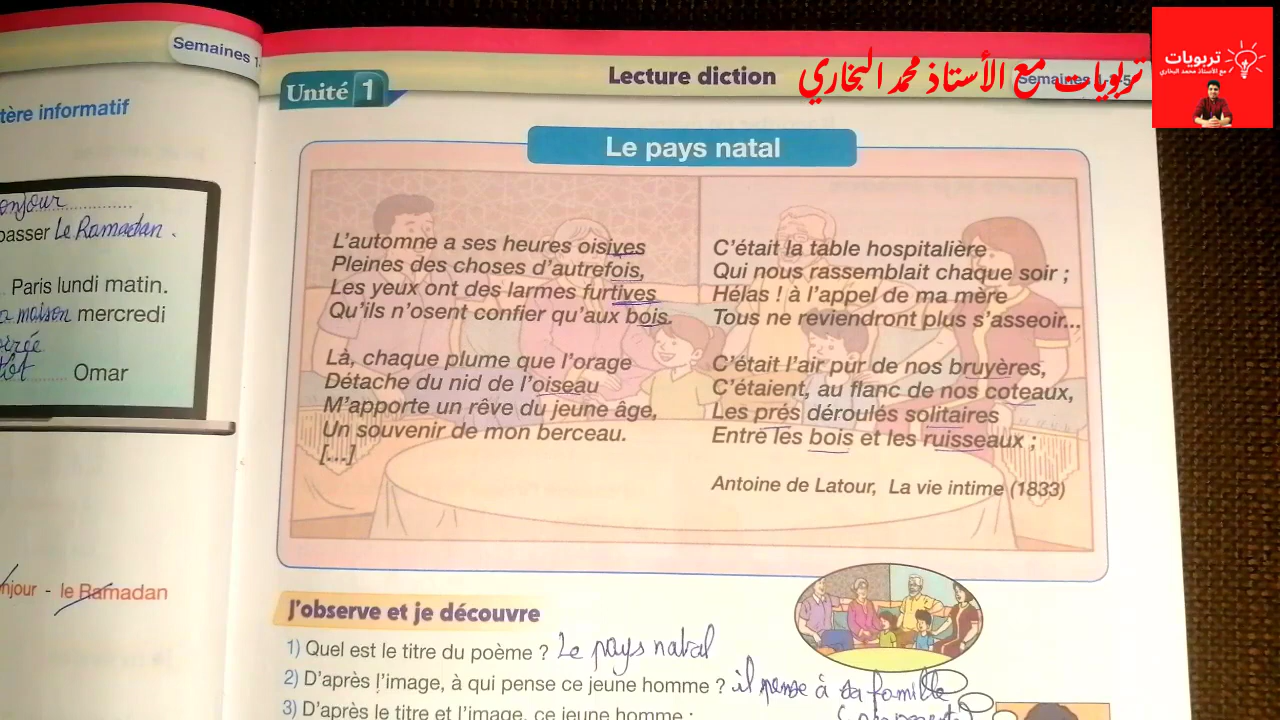 Semaines 1-
tère informatif
onjour
passer Le Ramadan.
Paris lundi matin.
mercredi
Omar
njour - le Ramadan
Unité 1
Lecture diction
تربويات مع الأستاذ محمد البخاري
تربويات
مع الأستاذ محمد البخاري
Le pays natal
L'automne a ses heures oisives
Pleines des choses d'autrefois,
Les yeux ont des larmes furtives
Qu'ils n'osent confier qu'aux bois.
Là, chaque plume que l'orage
Détache du nid de l'oiseau
M'apporte un rêve du jeune âge,
Un souvenir de mon berceau.
[...]
C'était la table hospitalière
Qui nous rassemblait chaque soir ;
Hélas ! à l'appel de ma mère
Tous ne reviendront plus s'asseoir...
C'était l'air pur de nos bruyères,
C'étaient, au flanc de nos coteaux,
Les prés déroulés solitaires
Entre les bois et les ruisseaux ;
Antoine de Latour, La vie intime (1833)
J'observe et je découvre
1) Quel est le titre du poème ? Le pays natal
2) D'après l'image, à qui pense ce jeune homme ? il pense à sa famille
3) D'après le titre et l'image, ce jeune homme :